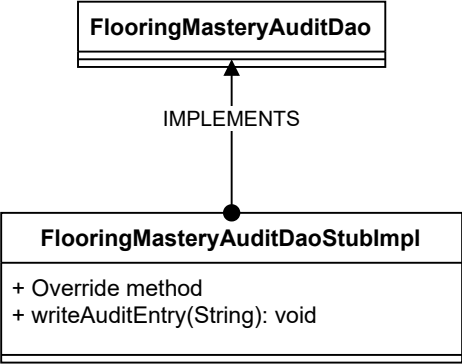 FlooringMasteryAuditDao
IMPLEMENTS
FlooringMasteryAuditDaoStubImpl
+ Override method
+ writeAuditEntry(String): void